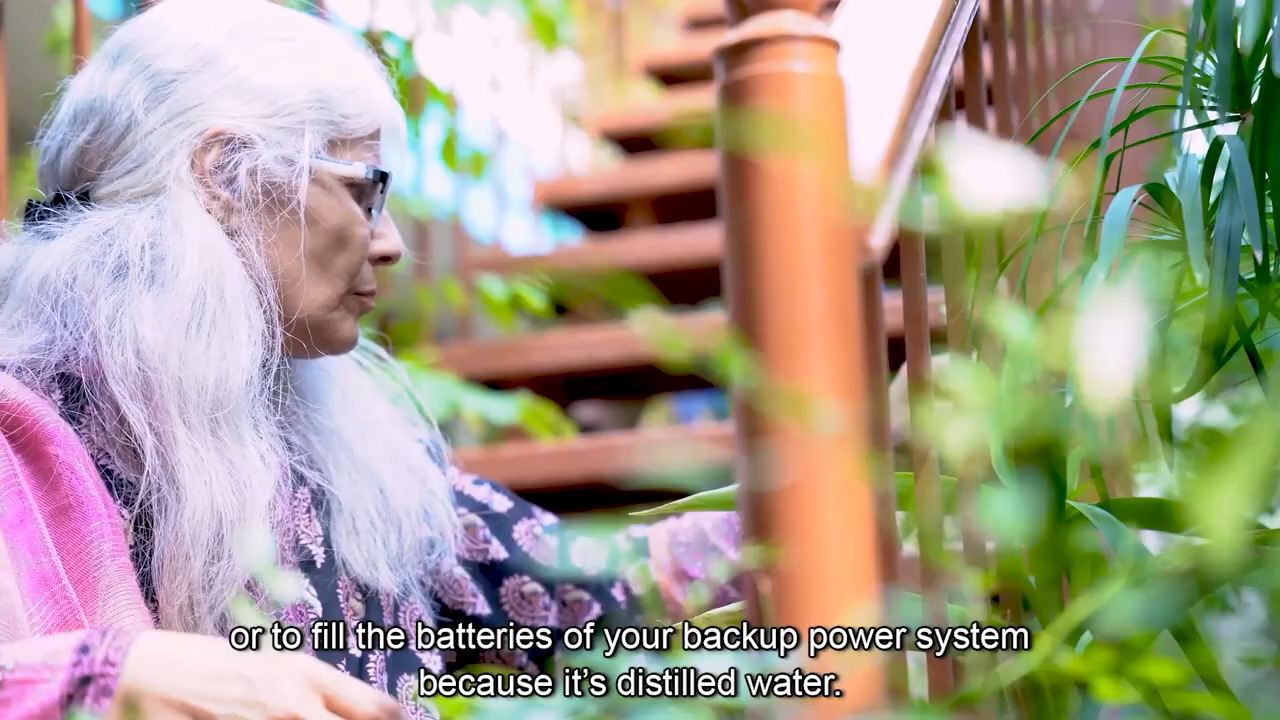 or to fill the batteries of your backup power system
because it's distilled water.